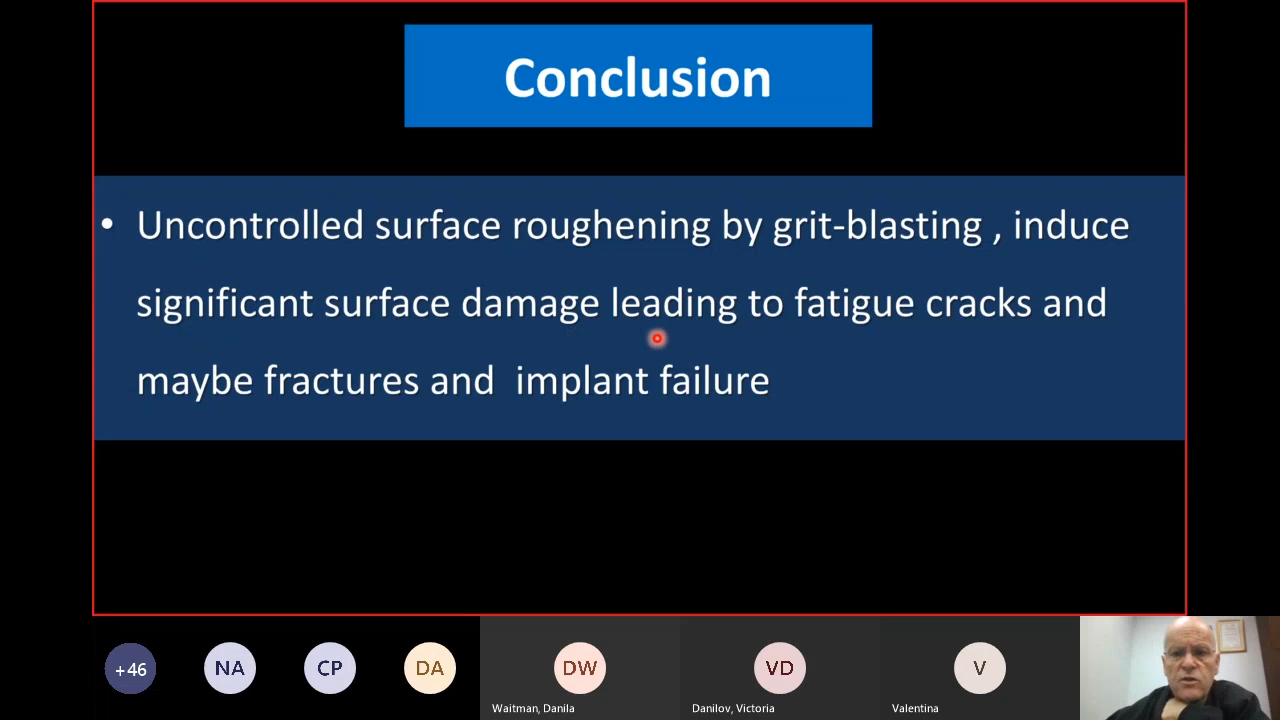 Conclusion
• Uncontrolled surface roughening by grit-blasting , induce
significant surface damage leading to fatigue cracks and
maybe fractures and  implant failure
+46
NA
CP
DA
DW
VD
V
Waitman, Danila
Danilov, Victoria
Valentina